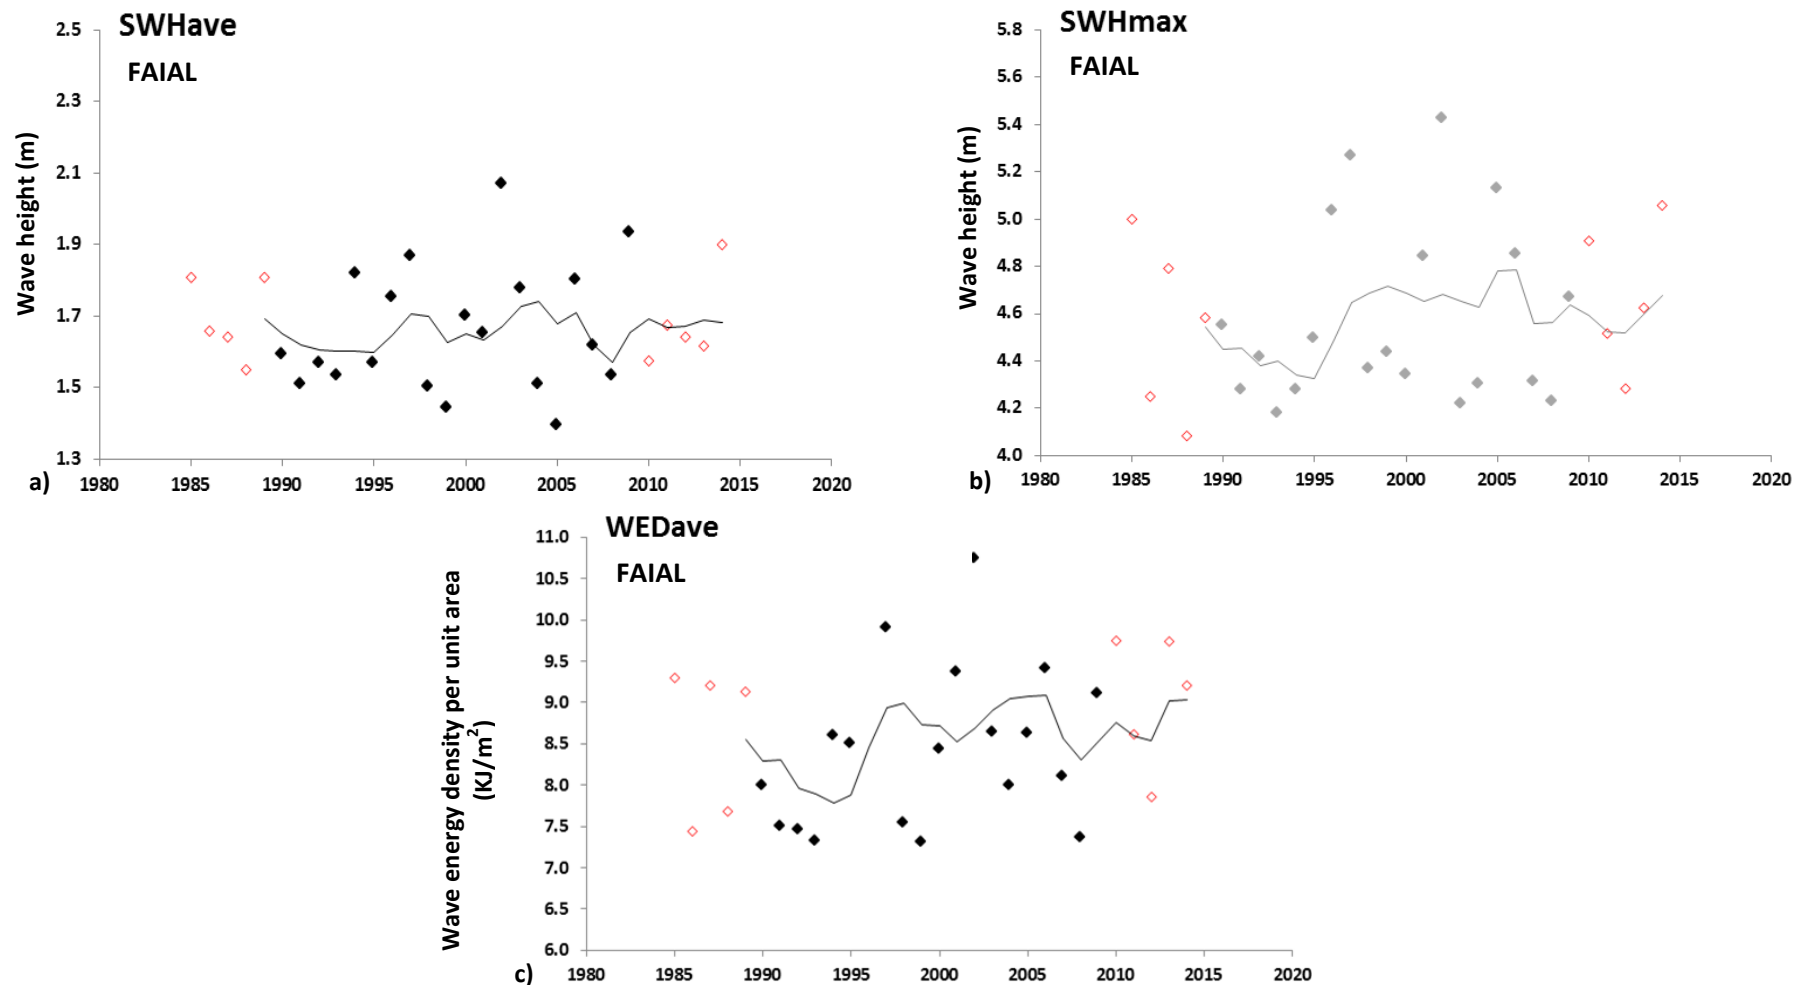 SWHave
FAIAL
Wave height (m)
2.5
2.3
2.1
1.9
1.7
1.5
1.3
1980 1985 1990 1995 2000 2005 2010 2015 2020
a)
SWHmax
FAIAL
Wave height (m)
5.8
5.6
5.4
5.2
5.0
4.8
4.6
4.4
4.2
4.0
1980 1985 1990 1995 2000 2005 2010 2015 2020
b)
WEDave
FAIAL
Wave energy density per unit area
(KJ/m²)
11.0
10.5
10.0
9.5
9.0
8.5
8.0
7.5
7.0
6.5
6.0
1980 1985 1990 1995 2000 2005 2010 2015 2020
c)